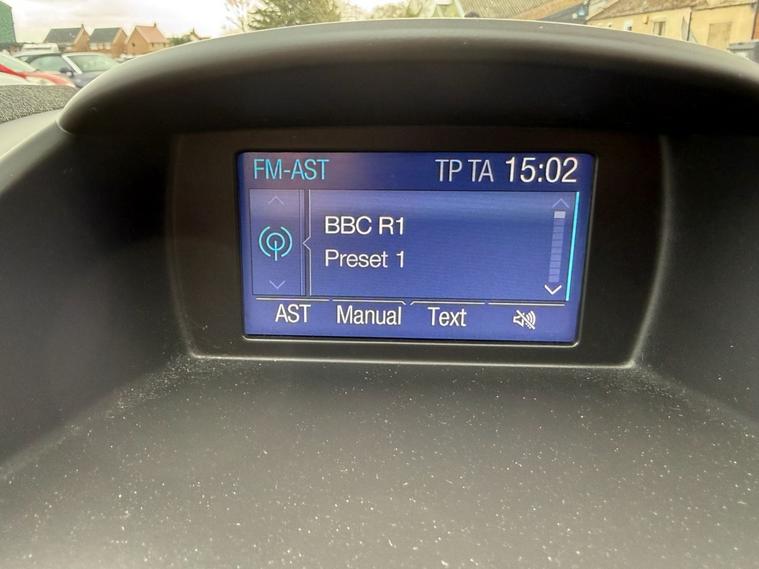 FM-AST TP TA 15:02
BBC R1
Preset 1
AST Manual Text